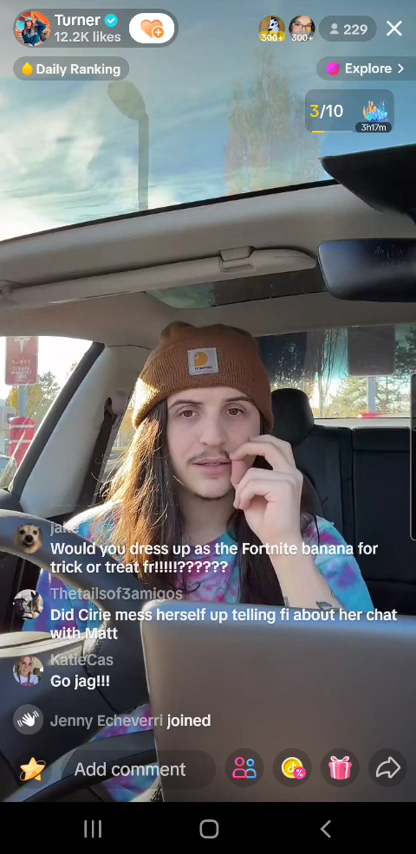 Turner
12.2K likes
300+
300+
229
Daily Ranking
Explore >
3/10
3h17m
jake
Would you dress up as the Fortnite banana for
trick or treat fr!!!!!??????
Thetailsof3amigos
Did Cirie mess herself up telling fi about her chat
with Matt
KatieCas
Go jag!!!
Jenny Echeverri joined
Add comment